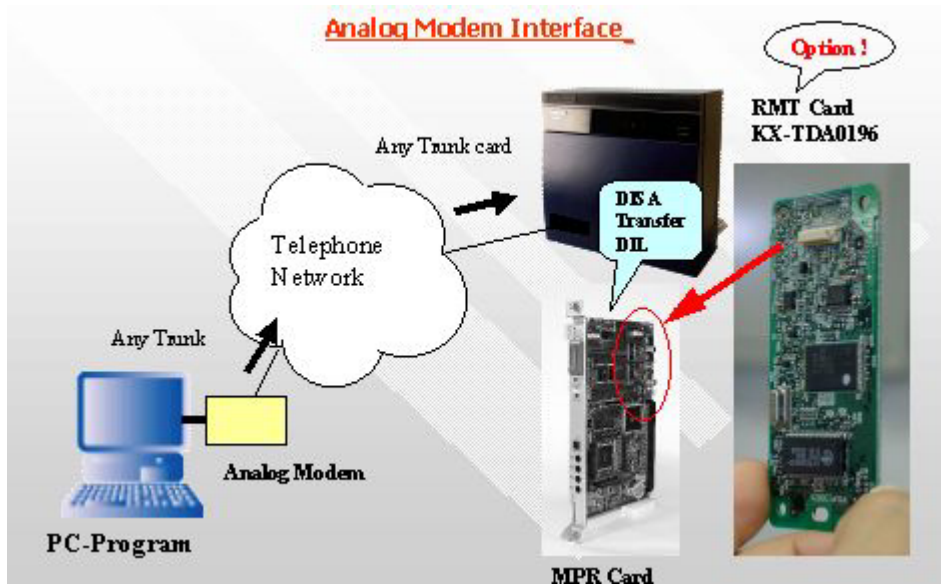 Analog Modem Interface_
Option !
RMT Card
KX-TDA0196
Any Trunk card
DISA
Transfer
DIL
Telephone
Network
Any Trunk
Analog Modem
PC-Program
MPR Card